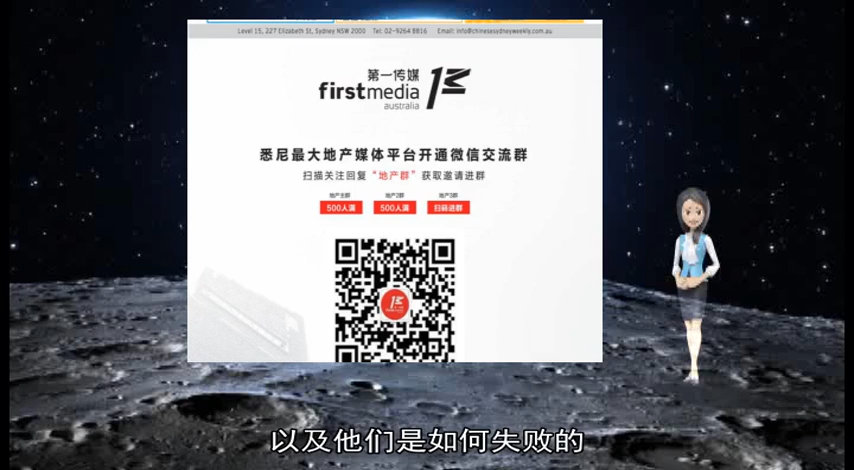 Level 15, 227 Elizabeth St, Sydney NSW 2000 Tel: 02-9264 8816 Email: info@chinesesydneyweekly.com.au
第一传媒
firstmedia
australia
悉尼最大地产媒体平台开通微信交流群
扫描关注回复“地产群”获取邀请进群
地产主群 地产2群 地产3群
500人满 500人满 扫码进群
以及他们是如何失败的